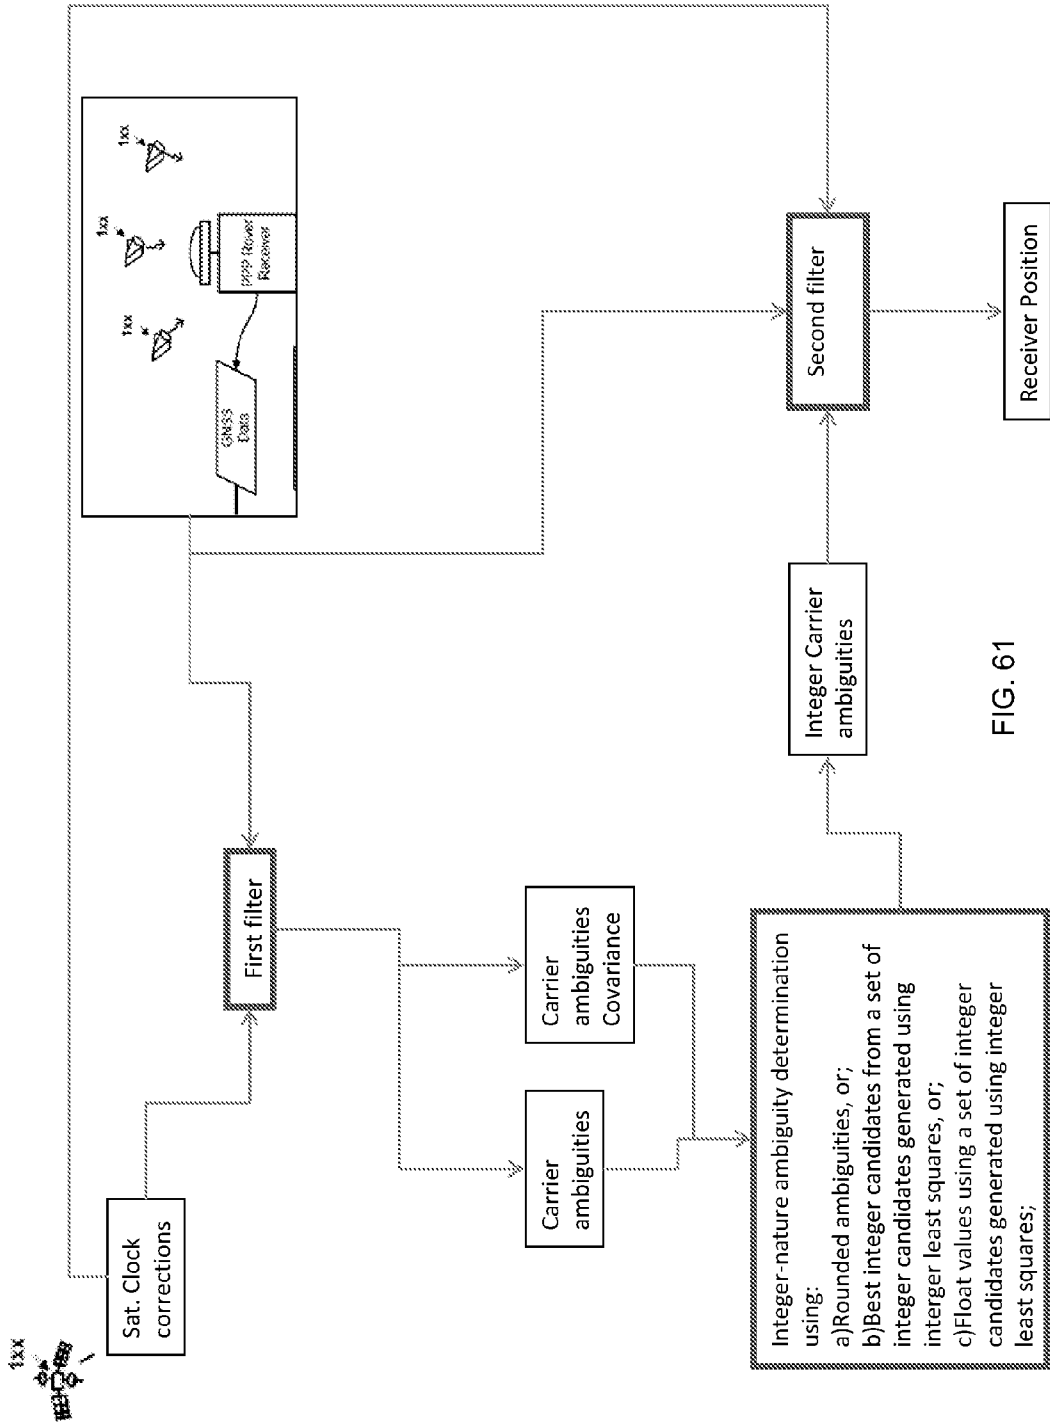 1xx
Sat. Clock
corrections
1xx
1xx
1xx
PPP Rover
Receiver
GNSS
Data
First filter
Carrier
ambiguities
Carrier
ambiguities
Covariance
Integer-nature ambiguity determination
using:
a)Rounded ambiguities, or;
b)Best integer candidates from a set of
integer candidates generated using
interger least squares, or;
c)Float values using a set of integer
candidates generated using integer
least squares;
Integer Carrier
ambiguities
Second filter
Receiver Position
FIG. 61